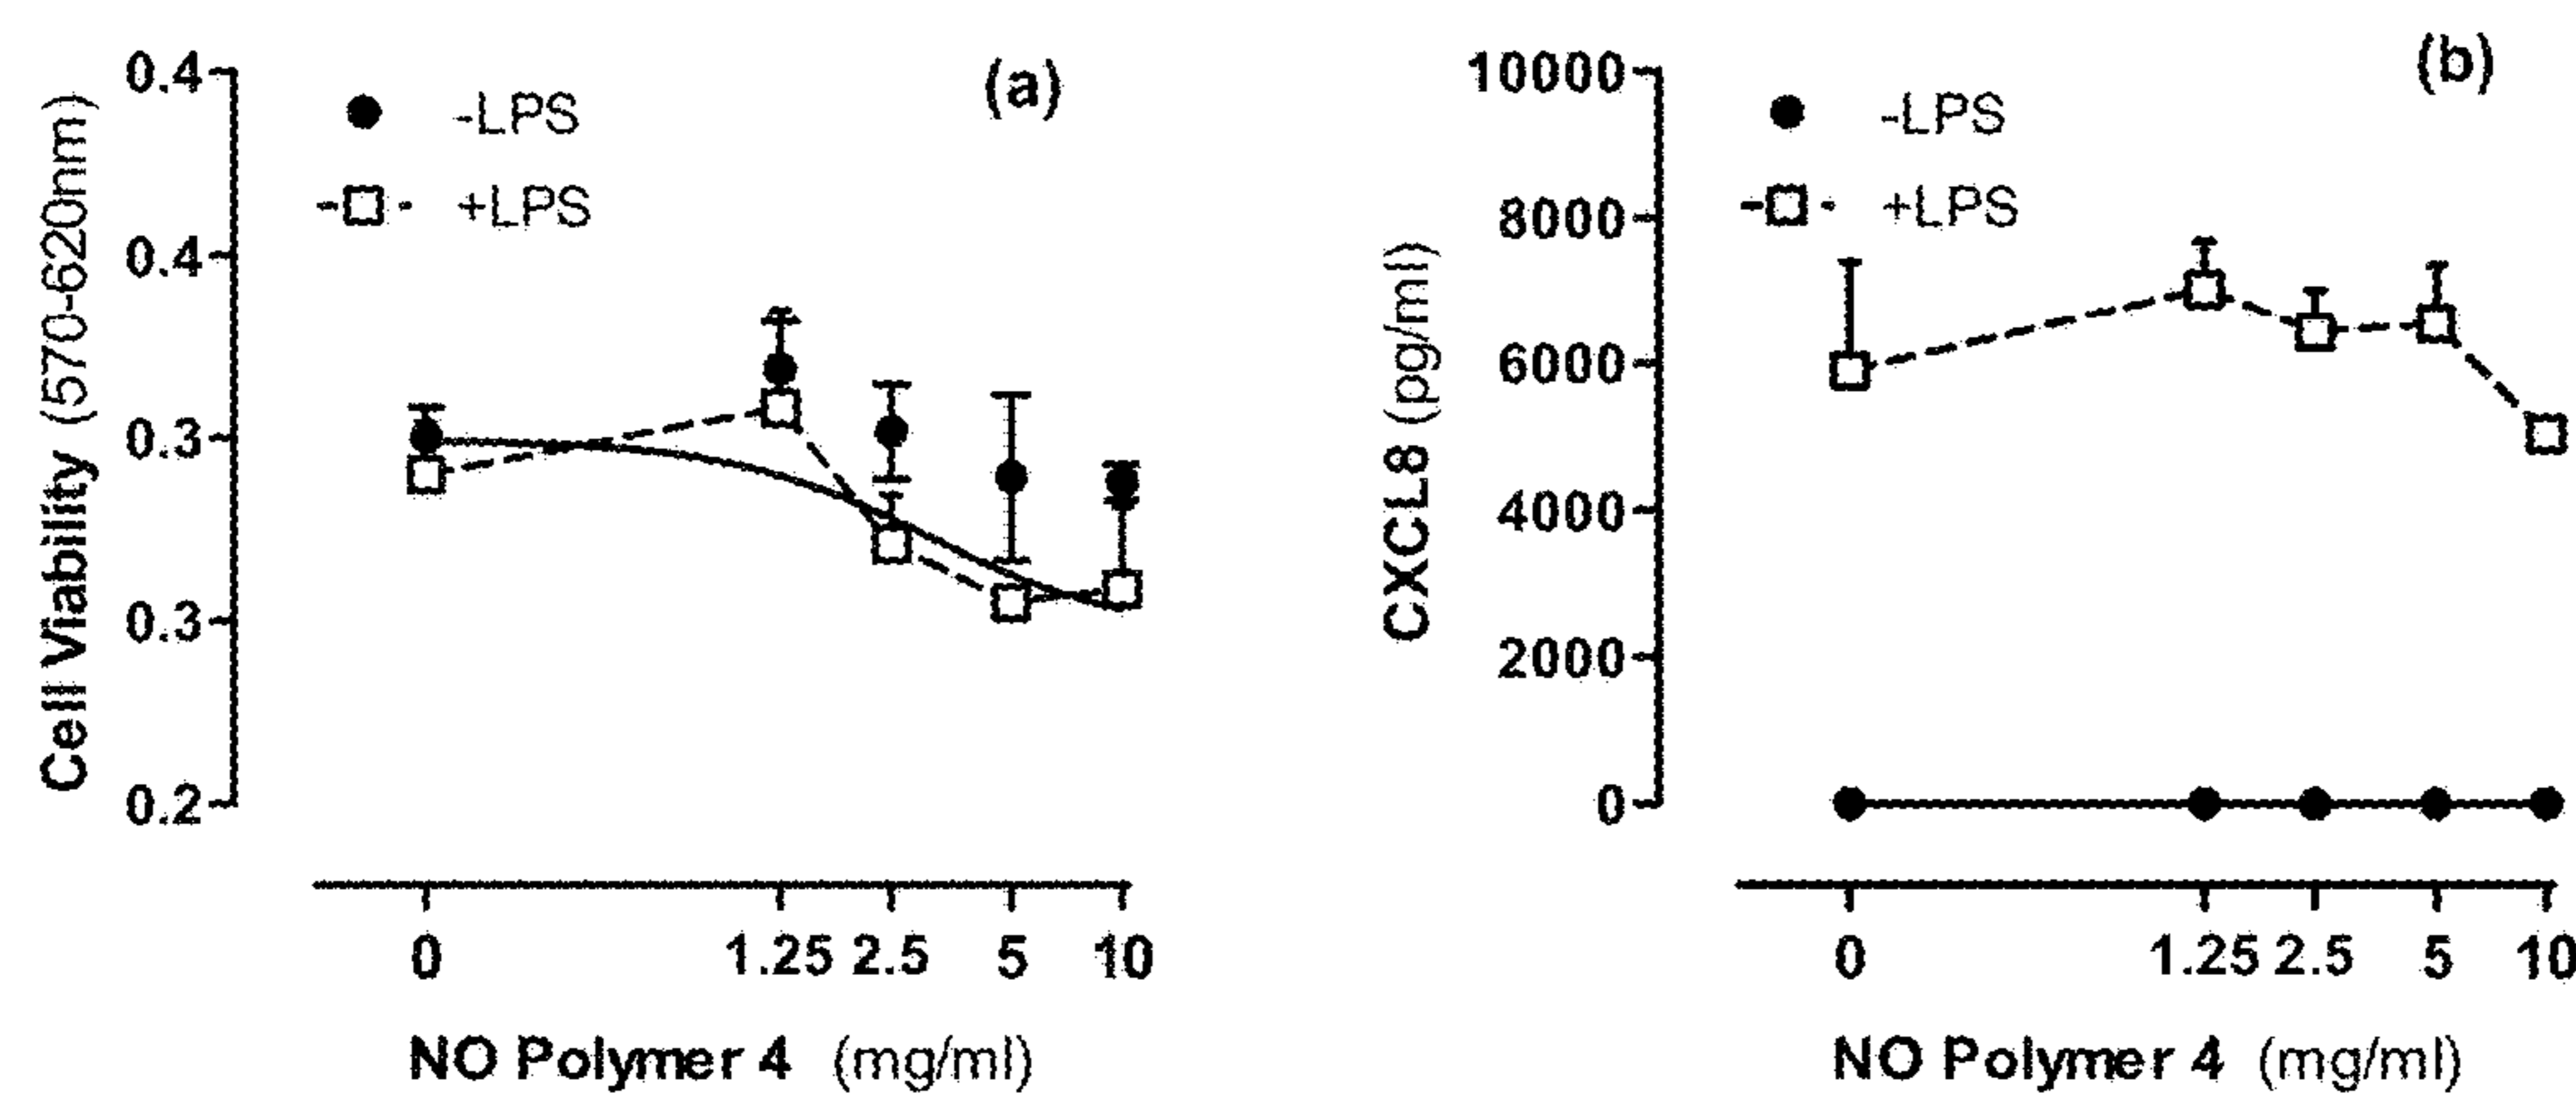 (a)
-LPS
+LPS
Cell Viability (570-620nm)
0.4
0.4
0.3
0.3
0.2
0 1.25 2.5 5 10
NO Polymer 4 (mg/ml)
(b)
-LPS
+LPS
CXCL8 (pg/ml)
10000
8000
6000
4000
2000
0
0 1.25 2.5 5 10
NO Polymer 4 (mg/ml)